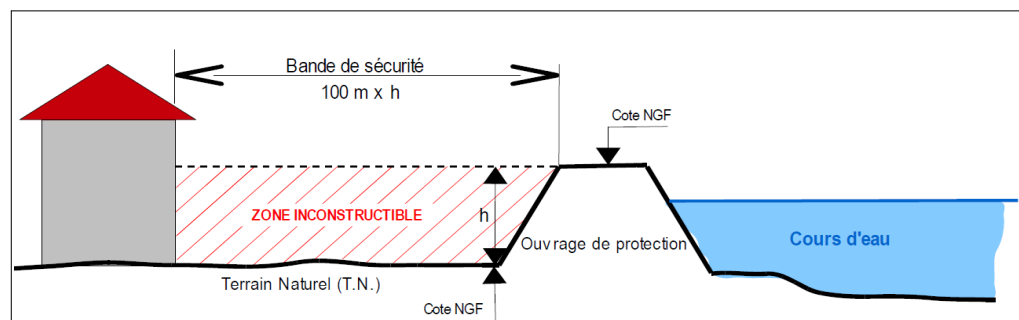 Bande de sécurité
100 m x h
Cote NGF
ZONE INCONSTRUCTIBLE
h
Ouvrage de protection
Cours d'eau
Terrain Naturel (T.N.)
Cote NGF